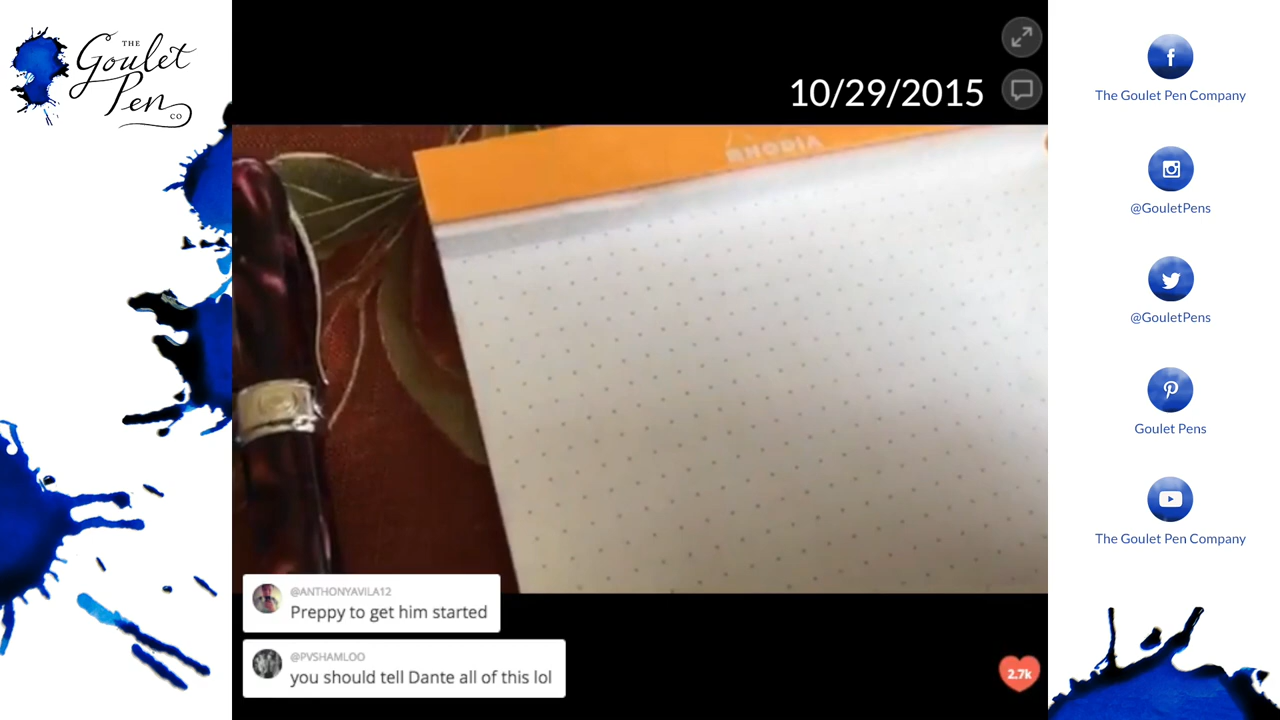 THE
Goulet
Pen
CO
10/29/2015
RHODIA
@ANTHONYAVILA12
Preppy to get him started
@PVSHAMLOO
you should tell Dante all of this lol
2.7k
The Goulet Pen Company
@GouletPens
@GouletPens
Goulet Pens
The Goulet Pen Company